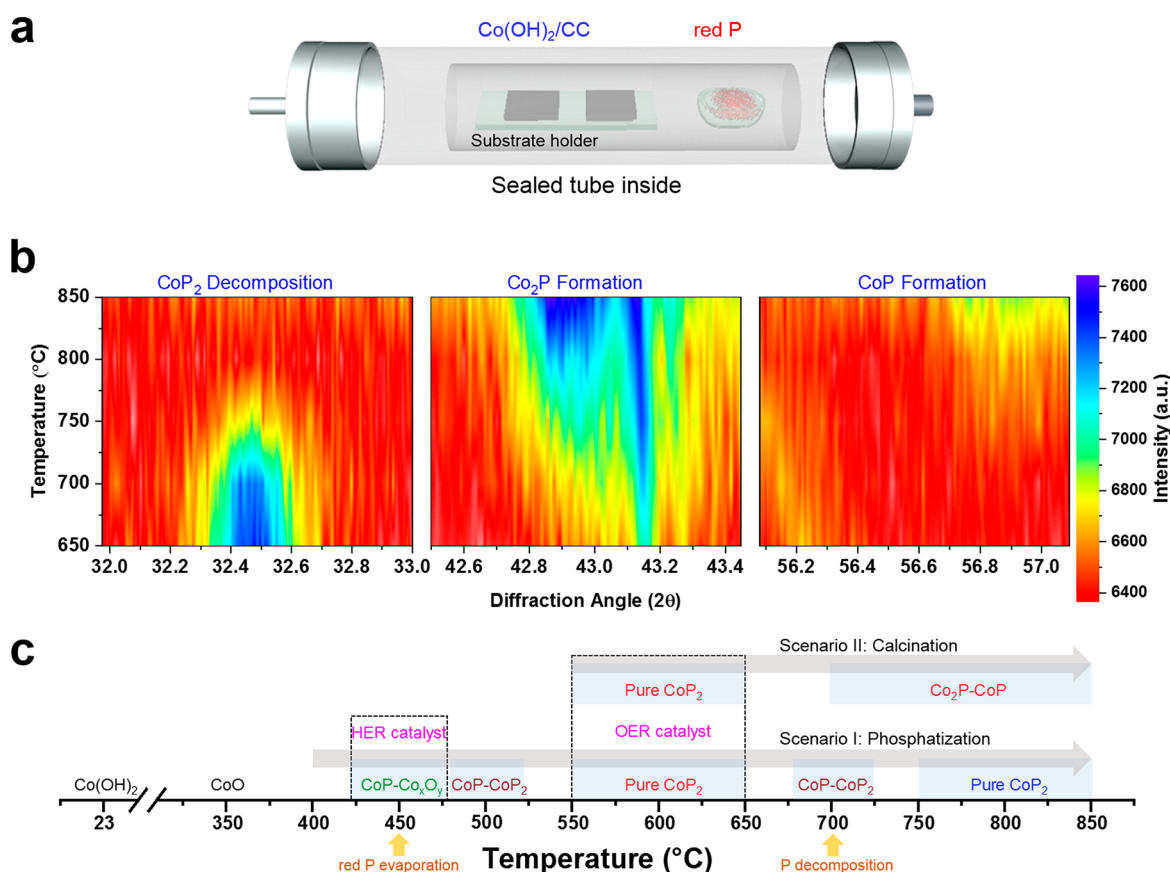 a
Co(OH)₂/CC
red P
Substrate holder
Sealed tube inside
b
CoP₂ Decomposition
Co₂P Formation
CoP Formation
850
800
750
700
650
Temperature (°C)
32.0 32.2 32.4 32.6 32.8 33.0
42.6 42.8 43.0 43.2 43.4
56.2 56.4 56.6 56.8 57.0
Diffraction Angle (2θ)
7600
7400
7200
7000
6800
6600
6400
Intensity (a.u.)
c
Scenario II: Calcination
Pure CoP₂
Co₂P-CoP
HER catalyst
OER catalyst
Scenario I: Phosphatization
Co(OH)₂
CoO
CoP-CoₓOᵧ
CoP-CoP₂
Pure CoP₂
CoP-CoP₂
Pure CoP₂
23 350 400 450 500 550 600 650 700 750 800 850
red P evaporation
Temperature (°C)
P decomposition